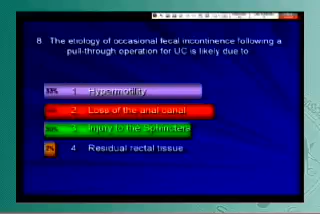 8. The etiology of occasional fecal incontinence following a
pull-through operation for UC is likely due to
33% 1 Hypermotility
2 Loss of the anal canal
30% 3 Injury to the Sphincters
7% 4 Residual rectal tissue